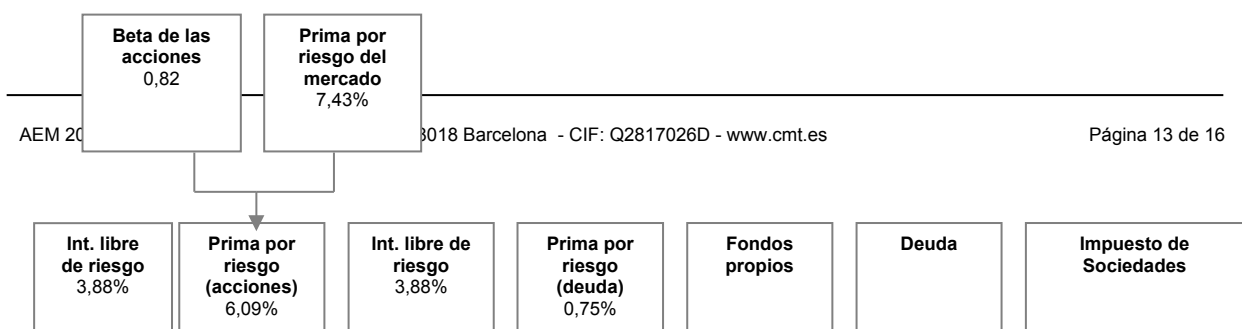 Beta de las
acciones
0,82
Prima por
riesgo del
mercado
7,43%
AEM 20 3018 Barcelona - CIF: Q2817026D - www.cmt.es Página 13 de 16
Int. libre
de riesgo
3,88%
Prima por
riesgo
(acciones)
6,09%
Int. libre de
riesgo
3,88%
Prima por
riesgo
(deuda)
0,75%
Fondos
propios
Deuda
Impuesto de
Sociedades